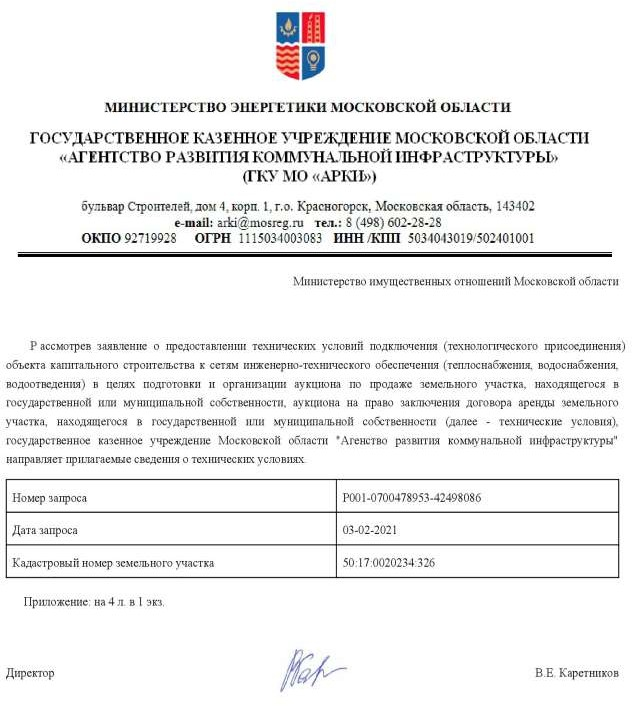 МИНИСТЕРСТВО ЭНЕРГЕТИКИ МОСКОВСКОЙ ОБЛАСТИ
ГОСУДАРСТВЕННОЕ КАЗЕННОЕ УЧРЕЖДЕНИЕ МОСКОВСКОЙ ОБЛАСТИ
«АГЕНТСТВО РАЗВИТИЯ КОММУНАЛЬНОЙ ИНФРАСТРУКТУРЫ»
(ГКУ МО «АРКИ»)
бульвар Строителей, дом 4, корп. 1, г.о. Красногорск, Московская область, 143402
e-mail: arki@mosreg.ru тел.: 8 (498) 602-28-28
ОКПО 92719928 ОГРН 1115034003083 ИНН /КПП 5034043019/502401001
Министерство имущественных отношений Московской области
Рассмотрев заявление о предоставлении технических условий подключения (технологического присоединения)
объекта капитального строительства к сетям инженерно-технического обеспечения (теплоснабжения, водоснабжения,
водоотведения) в целях подготовки и организации аукциона по продаже земельного участка, находящегося в
государственной или муниципальной собственности, аукциона на право заключения договора аренды земельного
участка, находящегося в государственной или муниципальной собственности (далее - технические условия),
государственное казенное учреждение Московской области "Агенство развития коммунальной инфраструктуры"
направляет прилагаемые сведения о технических условиях.
Номер запроса P001-0700478953-42498086
Дата запроса 03-02-2021
Кадастровый номер земельного участка 50:17:0020234:326
Приложение: на 4 л. в 1 экз.
Директор В.Е. Каретников